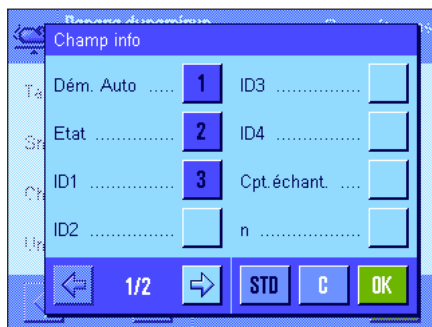 Champ info
Dém. Auto ..... 1
Etat ............... 2
ID1 ............... 3
ID2 ...............
ID3 ...............
ID4 ...............
Cpt.échant. ....
n ..................
1/2
STD C OK